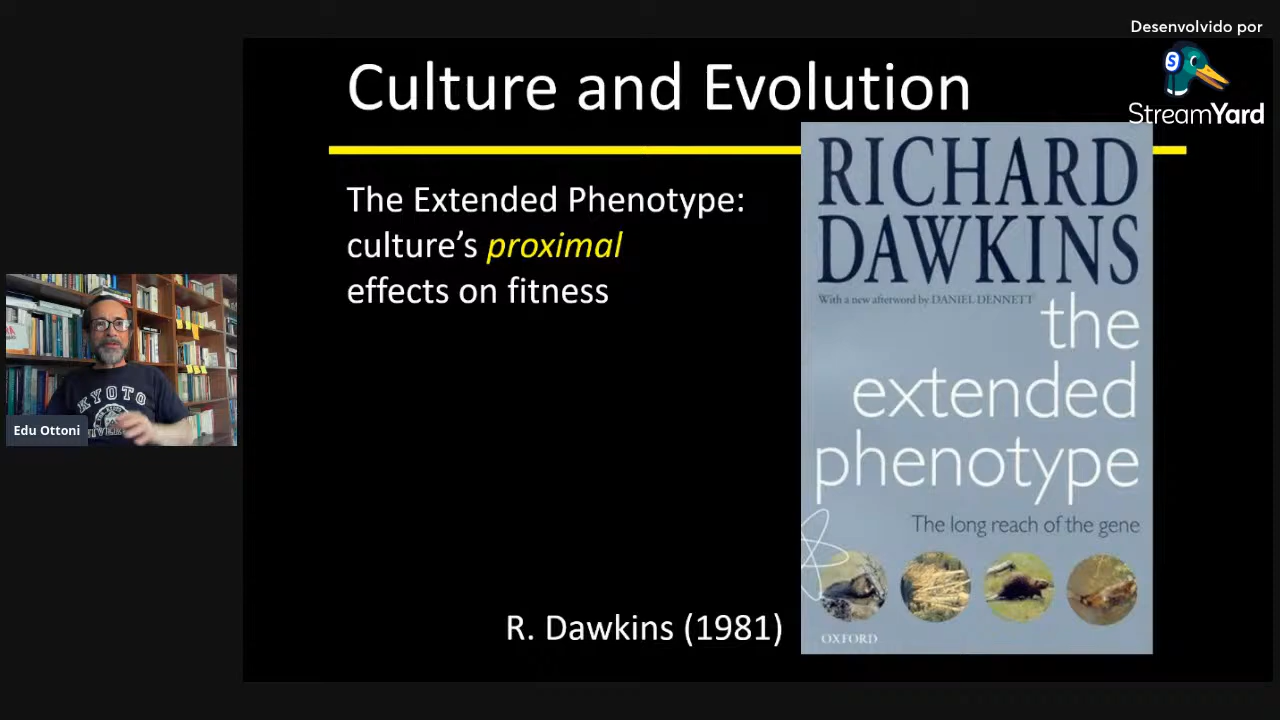 Desenvolvido por
StreamYard
Culture and Evolution
The Extended Phenotype:
culture's proximal
effects on fitness
R. Dawkins (1981)
RICHARD
DAWKINS
With a new afterword by DANIEL DENNETT
the
extended
phenotype
The long reach of the gene
OXFORD
KYOTO
Edu Ottoni